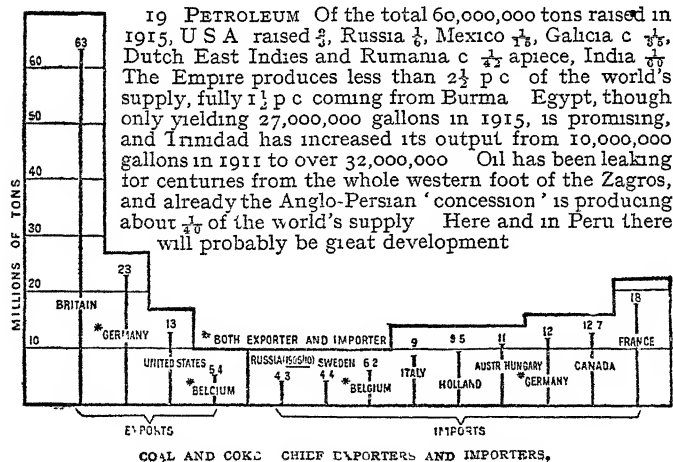 19 PETROLEUM Of the total 60,000,000 tons raised in
1915, U S A raised ⅔, Russia ⅙, Mexico 1/15, Galicia c 1/85,
Dutch East Indies and Rumania c 1/42 apiece, India 1/60
The Empire produces less than 2½ p c of the world's
supply, fully 1½ p c coming from Burma Egypt, though
only yielding 27,000,000 gallons in 1915, is promising,
and Trinidad has increased its output from 10,000,000
gallons in 1911 to over 32,000,000 Oil has been leaking
for centuries from the whole western foot of the Zagros,
and already the Anglo-Persian 'concession' is producing
about 1/40 of the world's supply Here and in Peru there
will probably be great development
MILLIONS OF TONS
60
50
40
30
20
10
63
BRITAIN
23
*GERMANY
13
UNITED STATES
5,4
*BELGIUM
*BOTH EXPORTER AND IMPORTER
RUSSIA
4,3
SWEDEN
4 4
6 2
*BELGIUM
9
ITALY
9 5
HOLLAND
11
AUSTR HUNGARY
12
*GERMANY
12 7
CANADA
18
FRANCE
EXPORTS
IMPORTS
COAL AND COKE CHIEF EXPORTERS AND IMPORTERS,